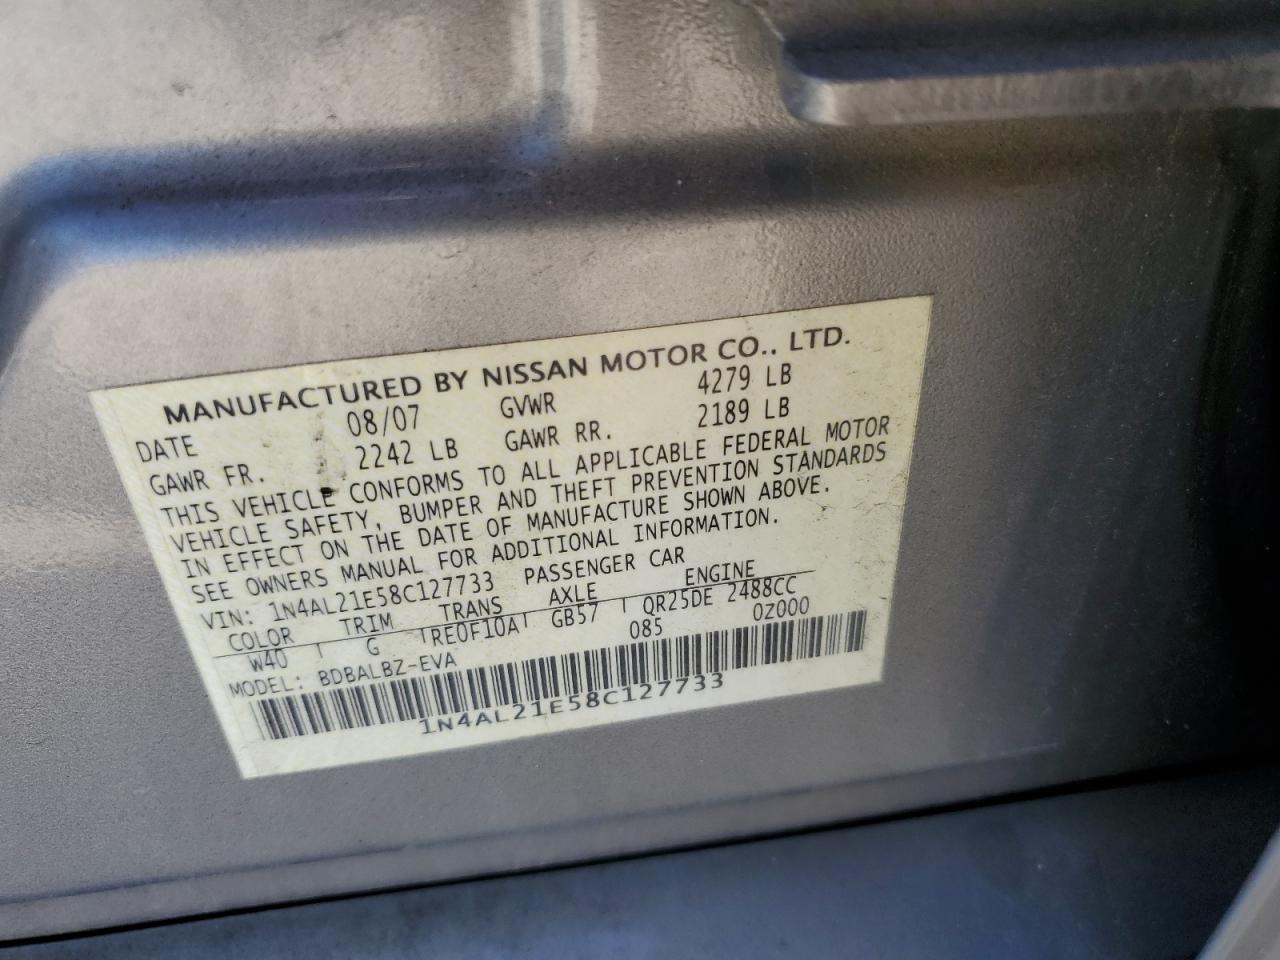 MANUFACTURED BY NISSAN MOTOR CO., LTD.
DATE 08/07 GVWR 4279 LB
GAWR FR. 2242 LB GAWR RR. 2189 LB
THIS VEHICLE CONFORMS TO ALL APPLICABLE FEDERAL MOTOR
VEHICLE SAFETY, BUMPER AND THEFT PREVENTION STANDARDS
IN EFFECT ON THE DATE OF MANUFACTURE SHOWN ABOVE.
SEE OWNERS MANUAL FOR ADDITIONAL INFORMATION.
VIN: 1N4AL21E58C127733 PASSENGER CAR
COLOR TRIM TRANS AXLE ENGINE
W40 G RE0F10A GB57 QR25DE 2488CC
MODEL: BDBALBZ-EVA 085 0Z000
1N4AL21E58C127733